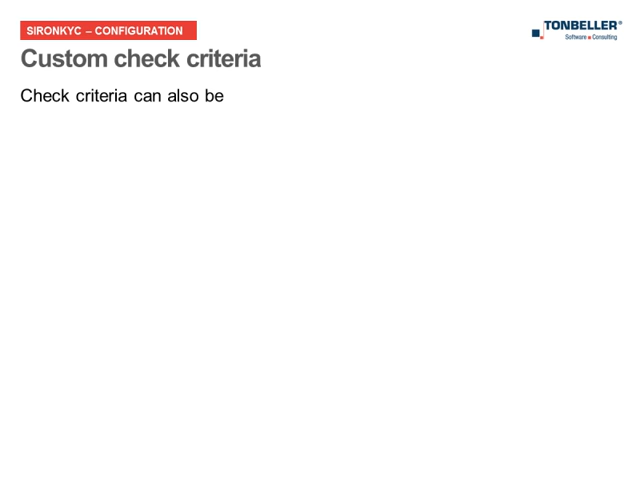 SIRONKYC – CONFIGURATION
TONBELLER®
Software ■ Consulting
Custom check criteria
Check criteria can also be